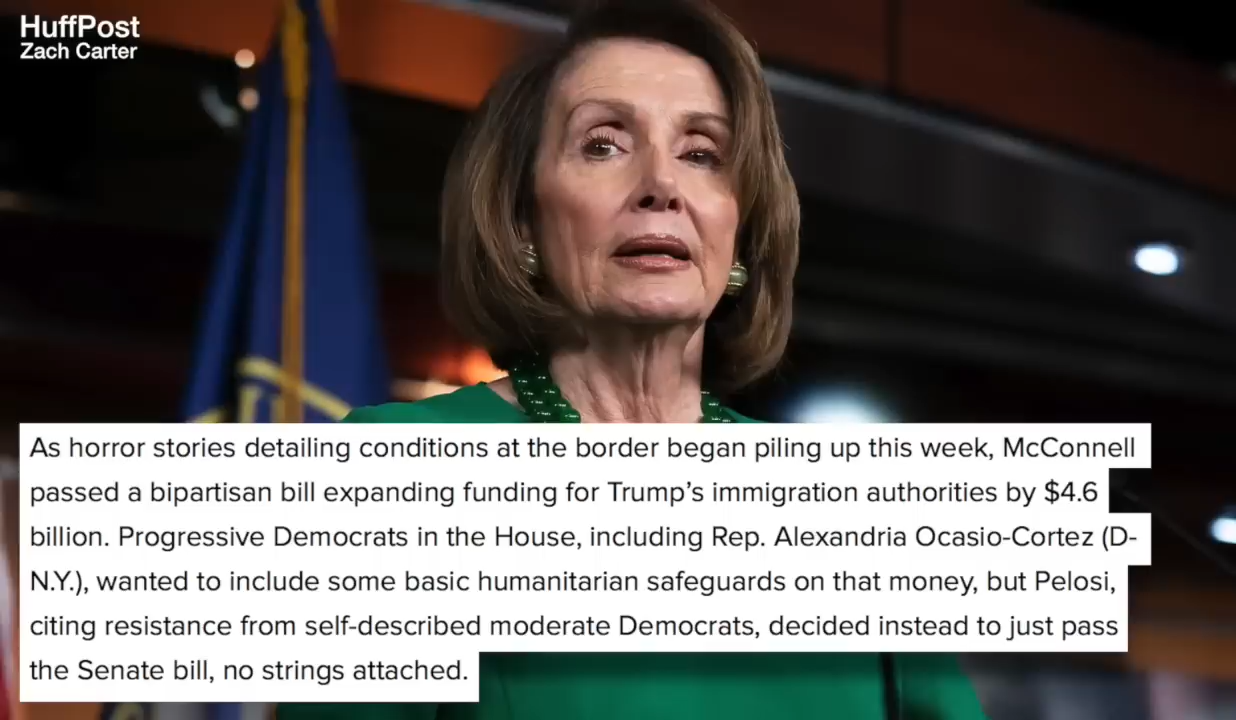 HuffPost
Zach Carter
As horror stories detailing conditions at the border began piling up this week, McConnell
passed a bipartisan bill expanding funding for Trump's immigration authorities by $4.6
billion. Progressive Democrats in the House, including Rep. Alexandria Ocasio-Cortez (D-
N.Y.), wanted to include some basic humanitarian safeguards on that money, but Pelosi,
citing resistance from self-described moderate Democrats, decided instead to just pass
the Senate bill, no strings attached.